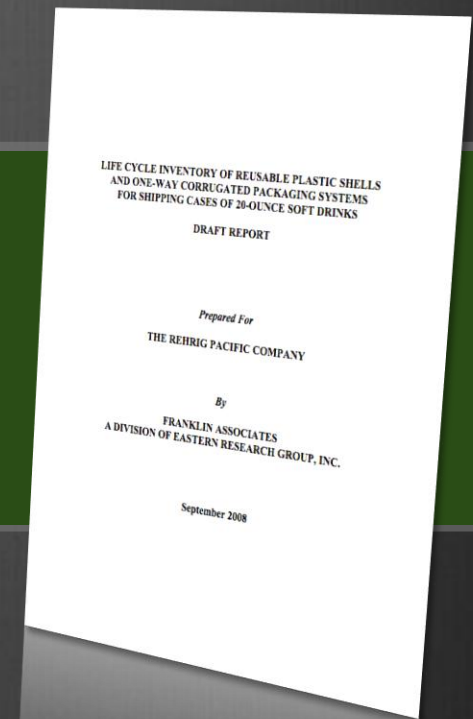 LIFE CYCLE INVENTORY OF REUSABLE PLASTIC SHELLS
AND ONE-WAY CORRUGATED PACKAGING SYSTEMS
FOR SHIPPING CASES OF 20-OUNCE SOFT DRINKS
DRAFT REPORT
Prepared For
THE REHRIG PACIFIC COMPANY
By
FRANKLIN ASSOCIATES
A DIVISION OF EASTERN RESEARCH GROUP, INC.
September 2008